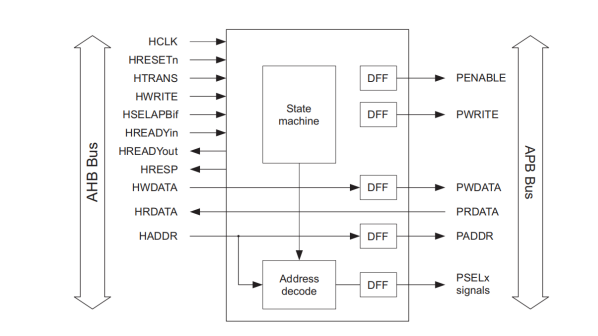 AHB Bus
HCLK
HRESETn
HTRANS
HWRITE
HSELAPBif
HREADYin
HREADYout
HRESP
HWDATA
HRDATA
HADDR
State
machine
Address
decode
DFF
DFF
DFF
DFF
DFF
PENABLE
PWRITE
PWDATA
PRDATA
PADDR
PSELx
signals
APB Bus